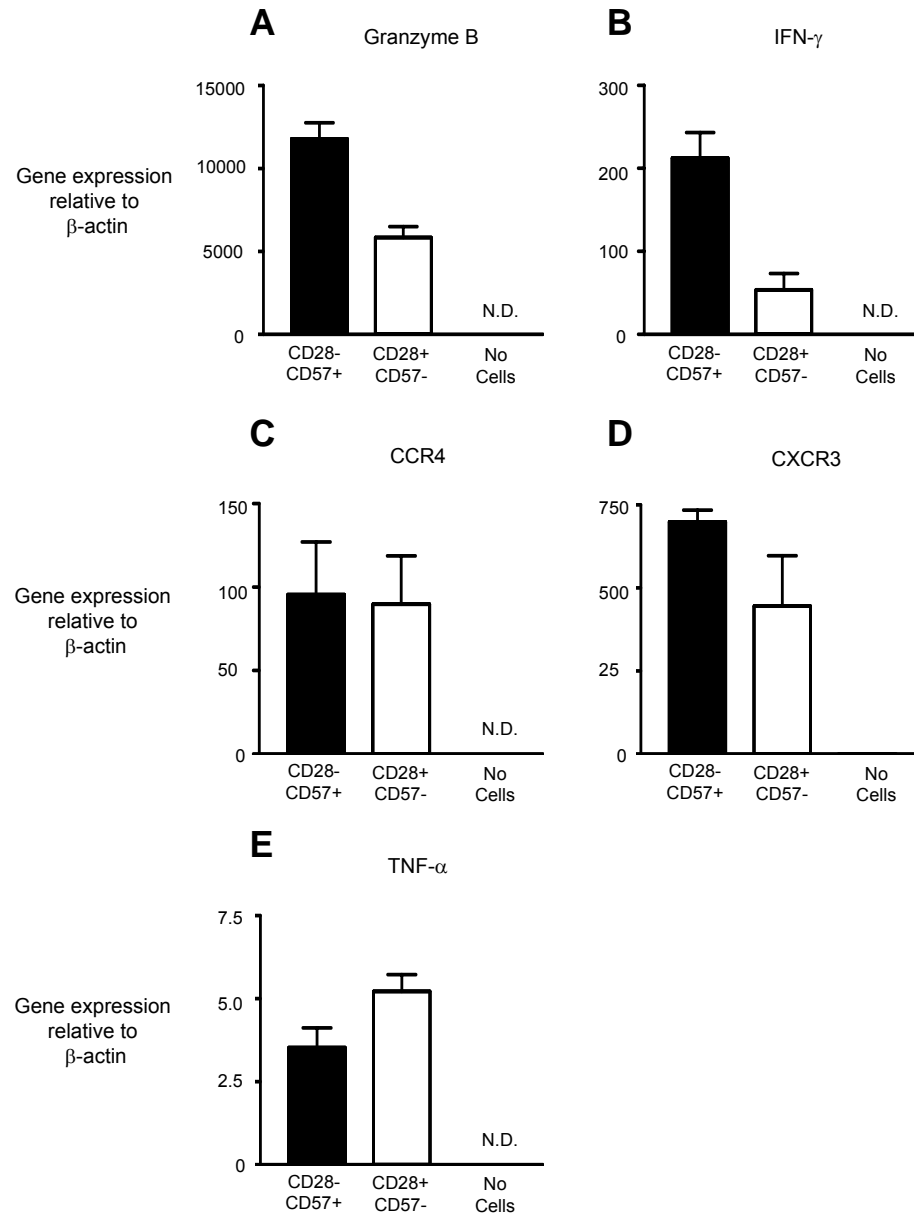 A
Granzyme B
Gene expression
relative to
β-actin
15000
10000
5000
0
N.D.
CD28-
CD57+
CD28+
CD57-
No
Cells
B
IFN-γ
300
200
100
0
N.D.
CD28-
CD57+
CD28+
CD57-
No
Cells
C
CCR4
Gene expression
relative to
β-actin
150
100
50
0
N.D.
CD28-
CD57+
CD28+
CD57-
No
Cells
D
CXCR3
750
500
25
0
CD28-
CD57+
CD28+
CD57-
No
Cells
E
TNF-α
Gene expression
relative to
β-actin
7.5
5.0
2.5
0
N.D.
CD28-
CD57+
CD28+
CD57-
No
Cells